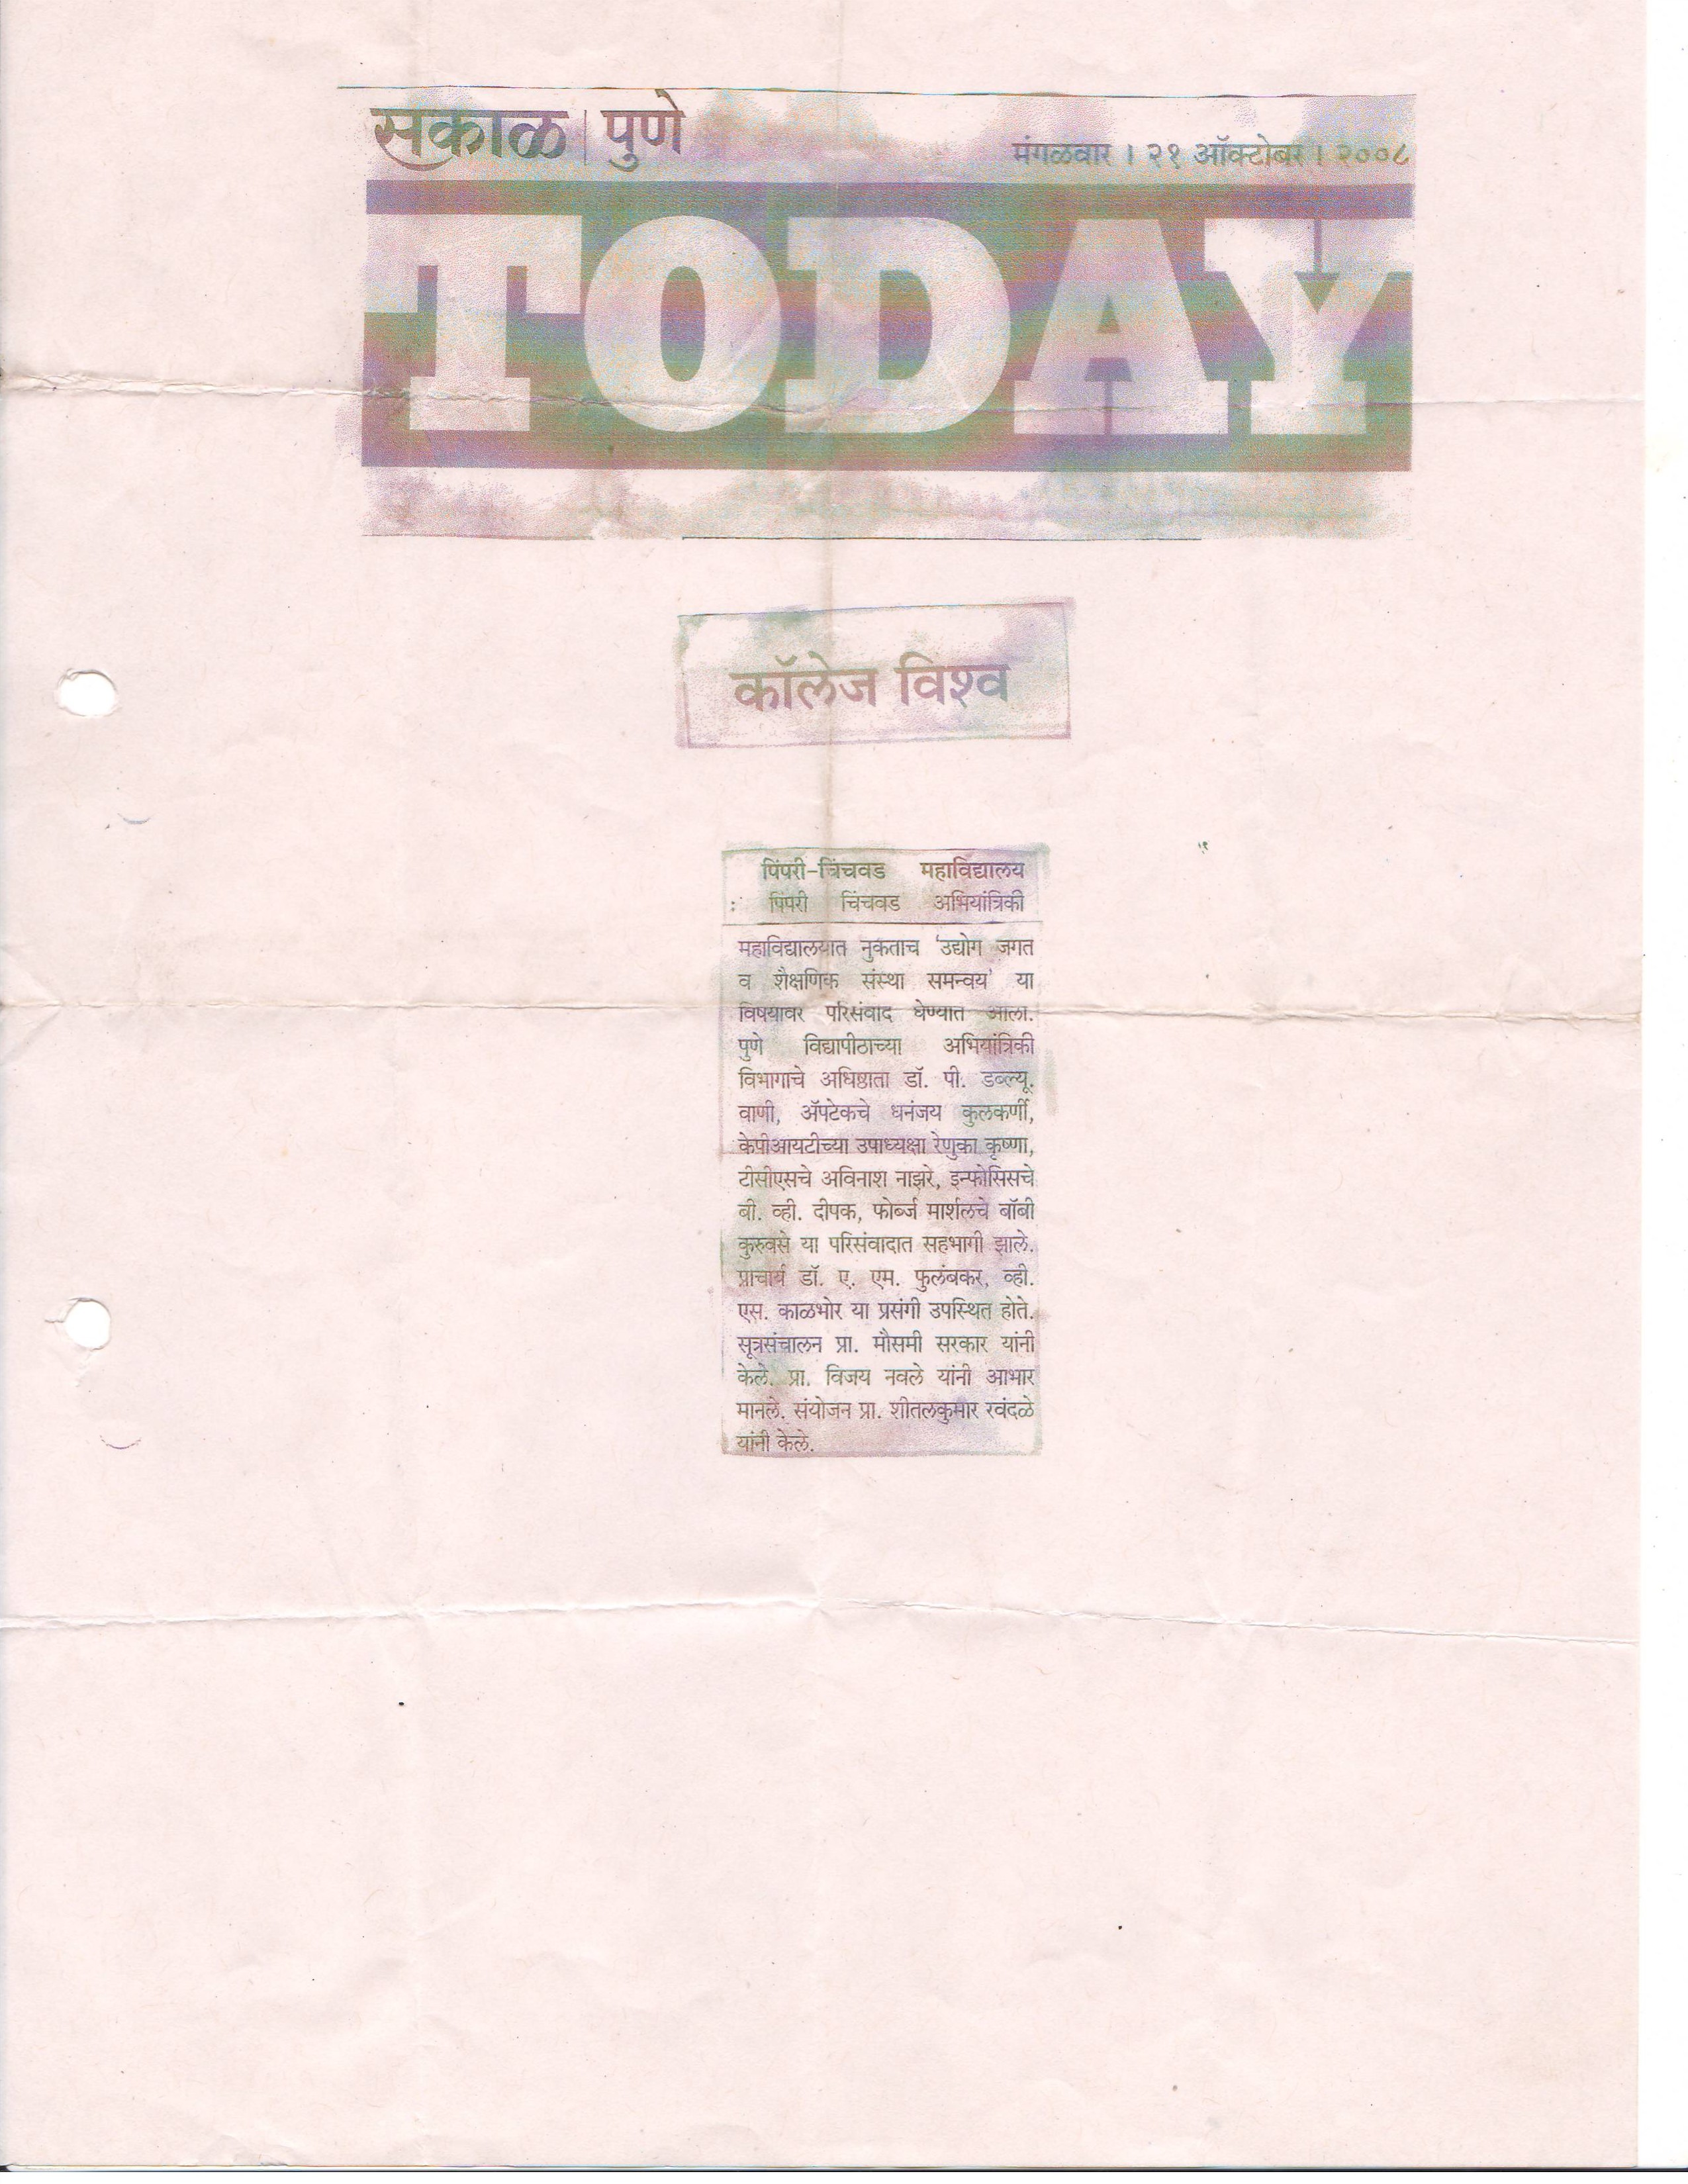 सकाळ | पुणे
मंगळवार । २१ ऑक्टोबर । २००८
TODAY
कॉलेज विश्व
पिंपरी-चिंचवड महाविद्यालय
: पिंपरी चिंचवड अभियांत्रिकी
महाविद्यालयात नुकताच 'उद्योग जगत
व शैक्षणिक संस्था समन्वय' या
विषयावर परिसंवाद घेण्यात आला.
पुणे विद्यापीठाच्या अभियांत्रिकी
विभागाचे अधिष्ठाता डॉ. पी. डब्ल्यू.
वाणी, ॲपटेकचे धनंजय कुलकर्णी,
केपीआयटीच्या उपाध्यक्षा रेणुका कृष्णा,
टीसीएसचे अविनाश नाझरे, इन्फोसिसचे
बी. व्ही. दीपक, फोर्ब्ज मार्शलचे बॉबी
कुरुवसे या परिसंवादात सहभागी झाले.
प्राचार्य डॉ. ए. एम. फुलंबकर, व्ही.
एस. काळभोर या प्रसंगी उपस्थित होते.
सूत्रसंचालन प्रा. मौसमी सरकार यांनी
केले. प्रा. विजय नवले यांनी आभार
मानले. संयोजन प्रा. शीतलकुमार रवंदळे
यांनी केले.